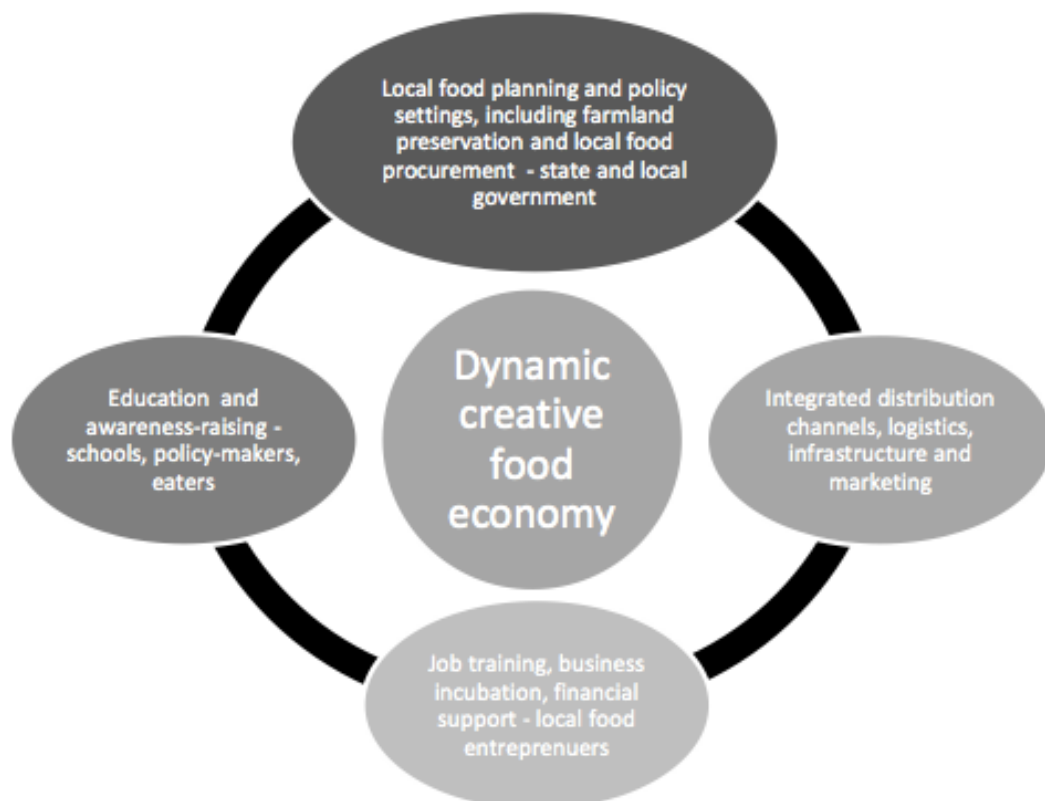 Local food planning and policy
settings, including farmland
preservation and local food
procurement - state and local
government
Education and
awareness-raising -
schools, policy-makers,
eaters
Dynamic
creative
food
economy
Integrated distribution
channels, logistics,
infrastructure and
marketing
Job training, business
incubation, financial
support - local food
entreprenuers